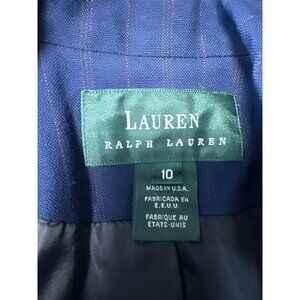 LAUREN
RALPH LAUREN
10
MADE IN U.S.A.
FABRICADA EN
E.E.U.U.
FABRIQUE AU
ETATS-UNIS